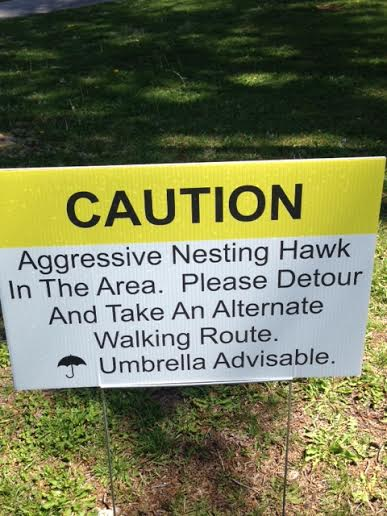 CAUTION
Aggressive Nesting Hawk
In The Area. Please Detour
And Take An Alternate
Walking Route.
Umbrella Advisable.